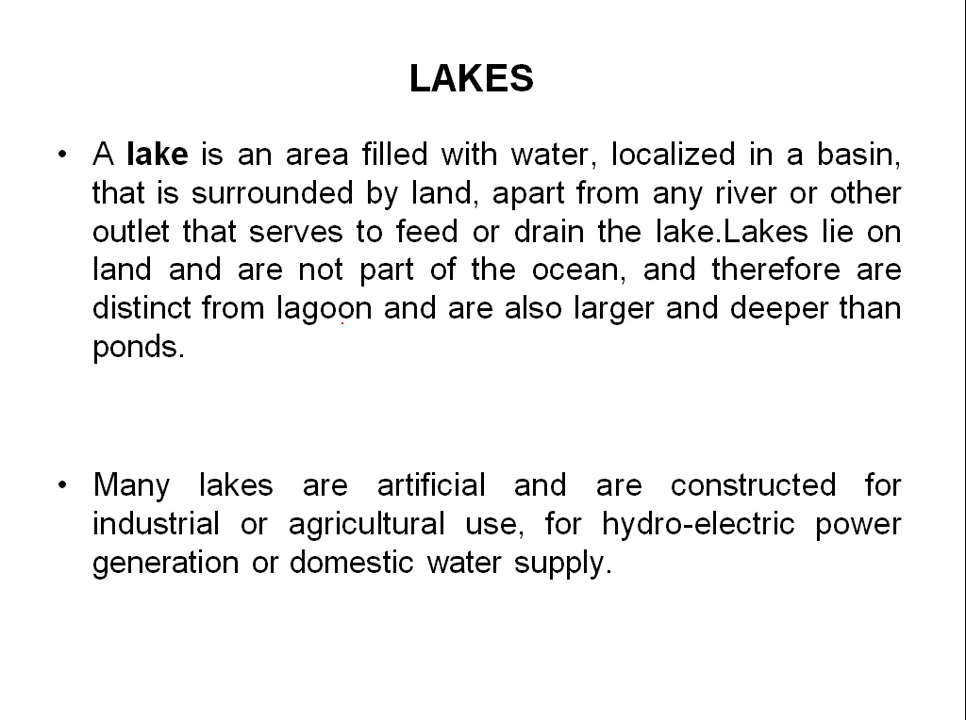 LAKES
• A lake is an area filled with water, localized in a basin,
that is surrounded by land, apart from any river or other
outlet that serves to feed or drain the lake.Lakes lie on
land and are not part of the ocean, and therefore are
distinct from lagoon and are also larger and deeper than
ponds.
• Many lakes are artificial and are constructed for
industrial or agricultural use, for hydro-electric power
generation or domestic water supply.